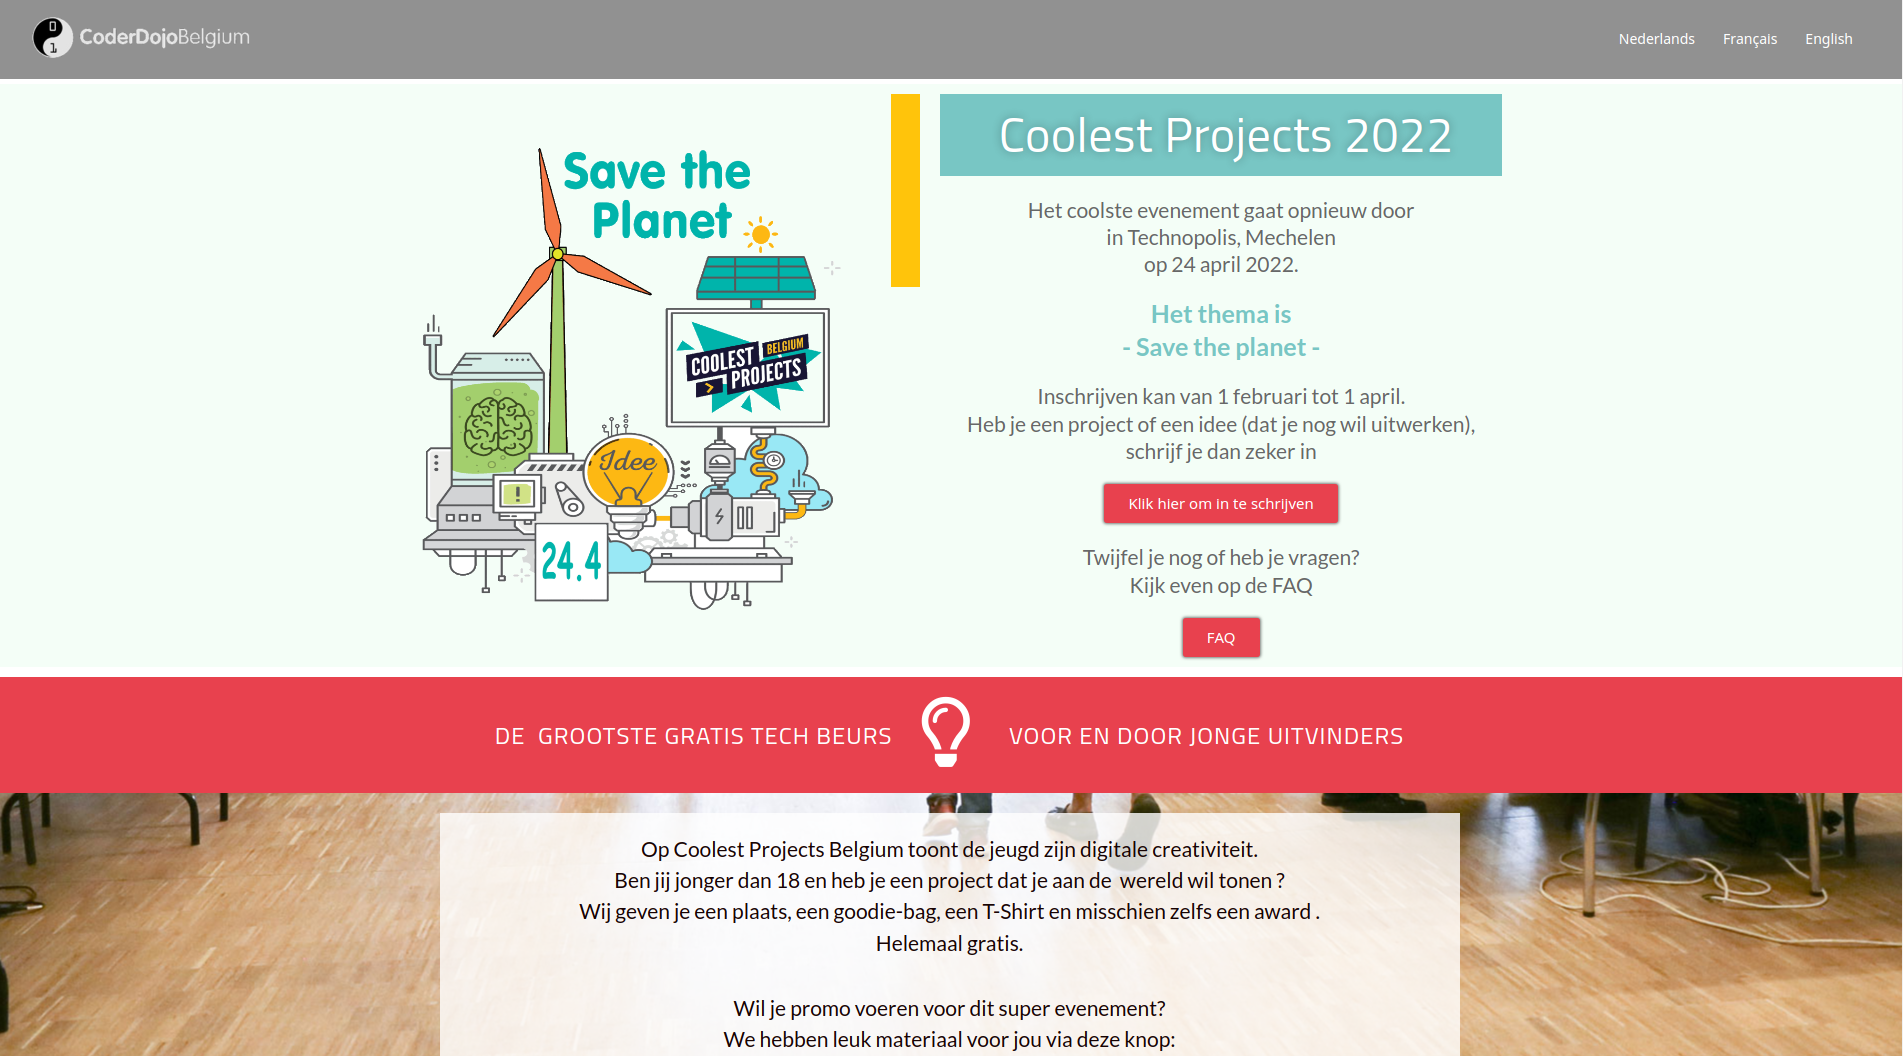 CoderDojoBelgium
Nederlands Français English
Save the
Planet
COOLEST BELGIUM
PROJECTS
Idee
24.4
Coolest Projects 2022
Het coolste evenement gaat opnieuw door
in Technopolis, Mechelen
op 24 april 2022.
Het thema is
- Save the planet -
Inschrijven kan van 1 februari tot 1 april.
Heb je een project of een idee (dat je nog wil uitwerken),
schrijf je dan zeker in
Klik hier om in te schrijven
Twijfel je nog of heb je vragen?
Kijk even op de FAQ
FAQ
DE GROOTSTE GRATIS TECH BEURS VOOR EN DOOR JONGE UITVINDERS
Op Coolest Projects Belgium toont de jeugd zijn digitale creativiteit.
Ben jij jonger dan 18 en heb je een project dat je aan de wereld wil tonen ?
Wij geven je een plaats, een goodie-bag, een T-Shirt en misschien zelfs een award .
Helemaal gratis.
Wil je promo voeren voor dit super evenement?
We hebben leuk materiaal voor jou via deze knop: